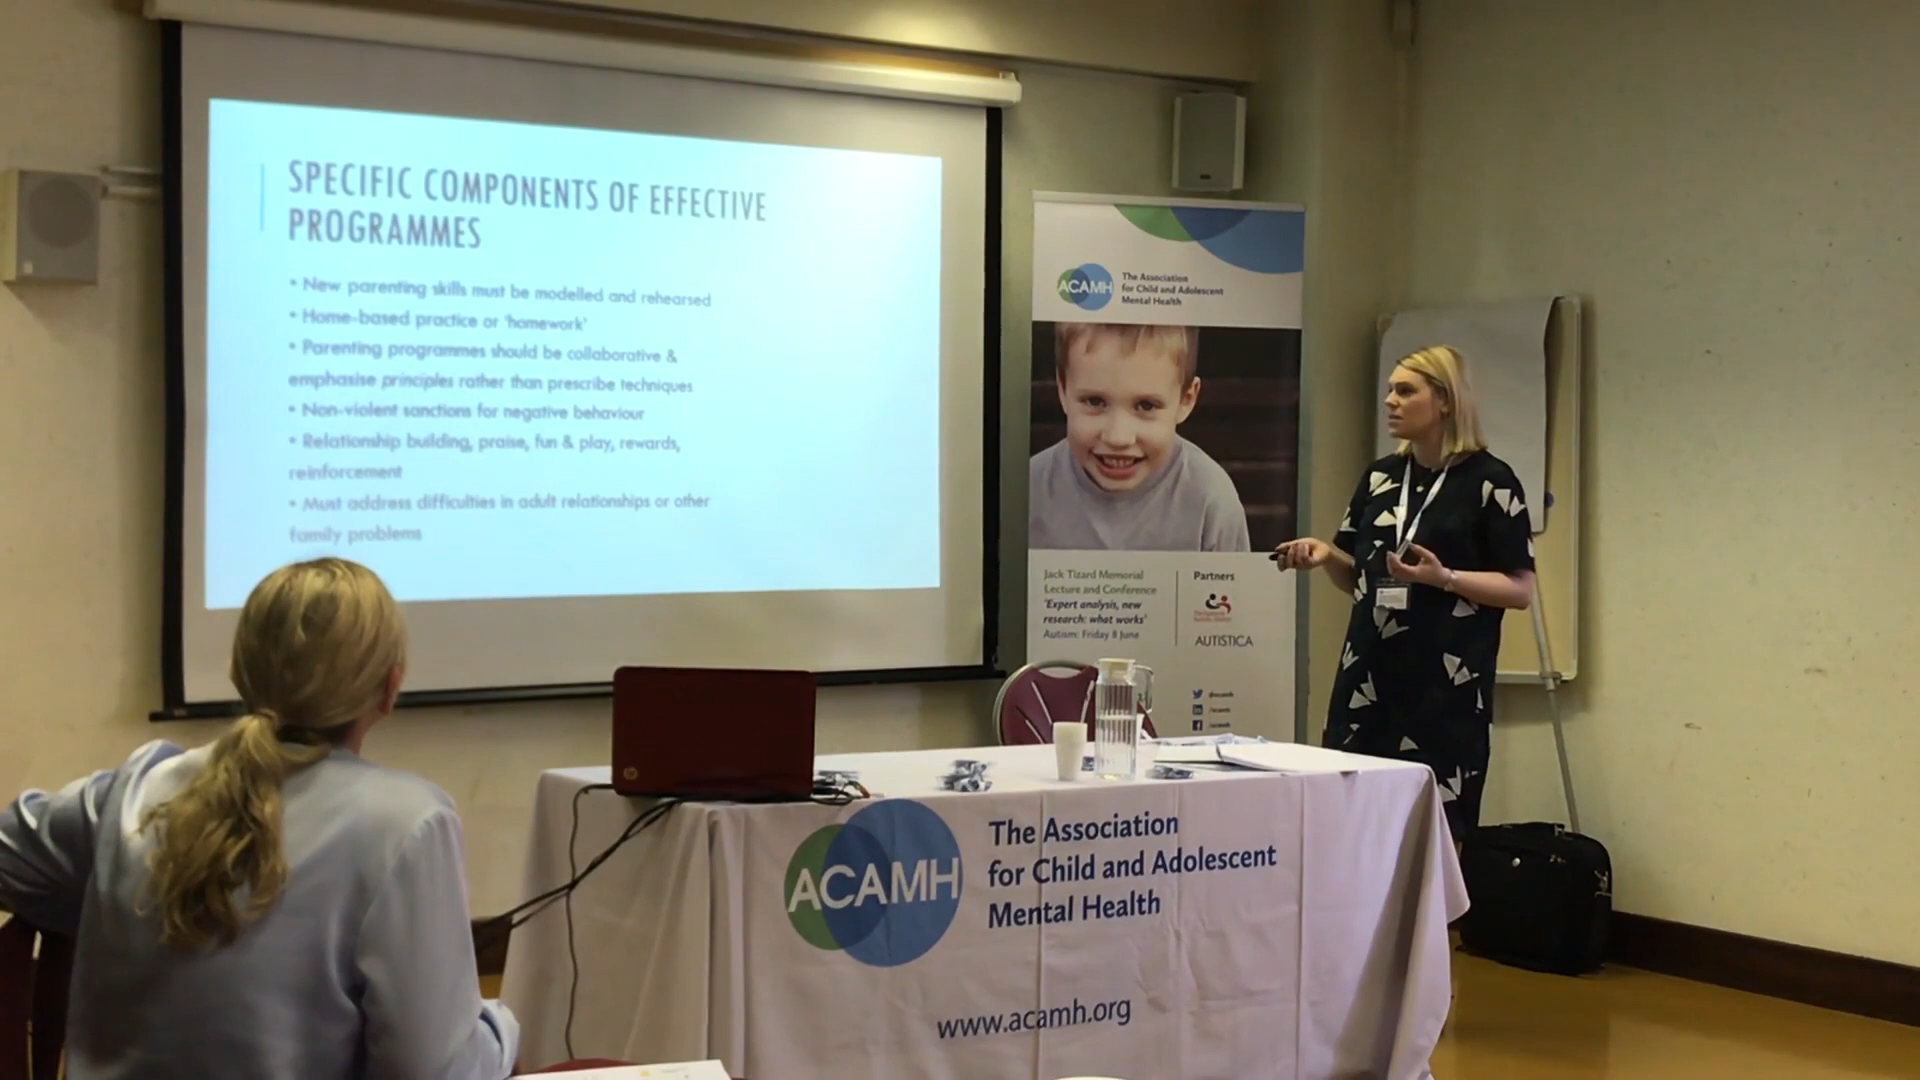 SPECIFIC COMPONENTS OF EFFECTIVE
PROGRAMMES
• New parenting skills must be modelled and rehearsed
• Home-based practice or 'homework'
• Parenting programmes should be collaborative &
emphasise principles rather than prescribe techniques
• Non-violent sanctions for negative behaviour
• Relationship building, praise, fun & play, rewards,
reinforcement
• Must address difficulties in adult relationships or other
family problems
ACAMH
The Association
for Child and Adolescent
Mental Health
Jack Tizard Memorial
Lecture and Conference
'Expert analysis, new
research: what works'
Autism: Friday 8 June
Partners
AUTISTICA
@acamh
/acamh
/acamh
ACAMH
The Association
for Child and Adolescent
Mental Health
www.acamh.org